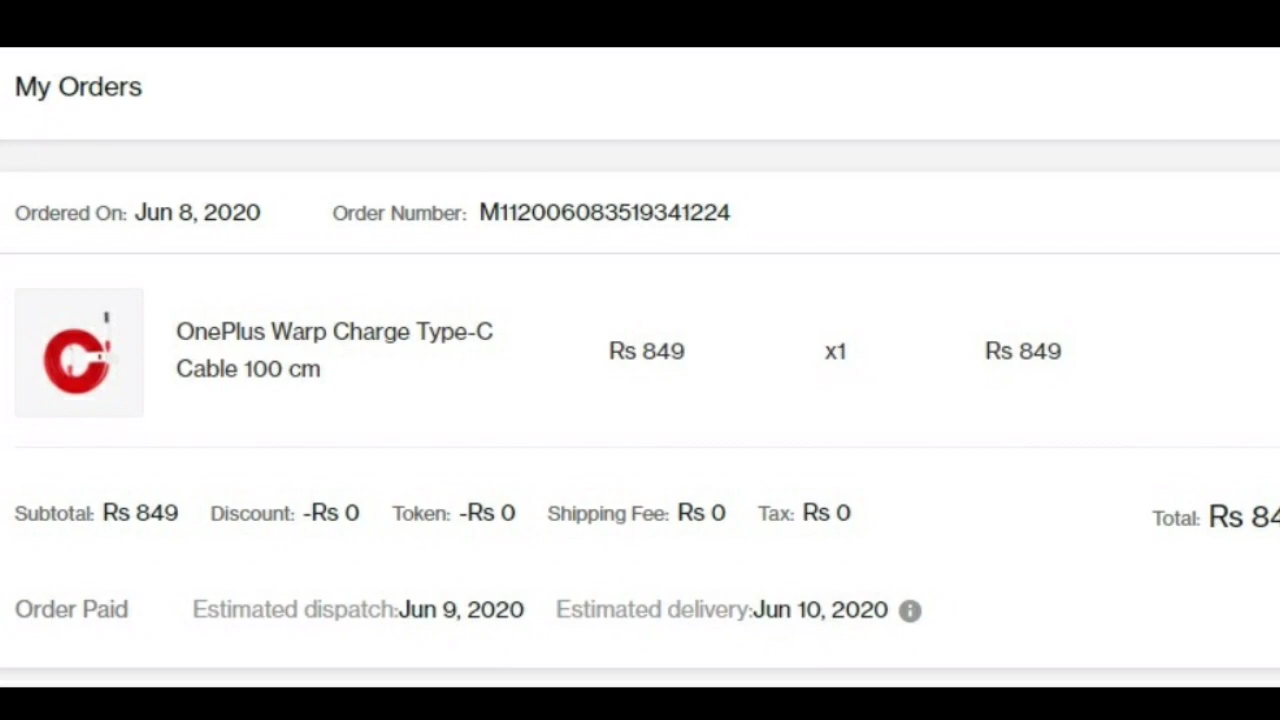 My Orders
Ordered On: Jun 8, 2020 Order Number: M112006083519341224
OnePlus Warp Charge Type-C
Cable 100 cm
Rs 849 x1 Rs 849
Subtotal: Rs 849 Discount: -Rs 0 Token: -Rs 0 Shipping Fee: Rs 0 Tax: Rs 0 Total: Rs 84
Order Paid Estimated dispatch:Jun 9, 2020 Estimated delivery:Jun 10, 2020